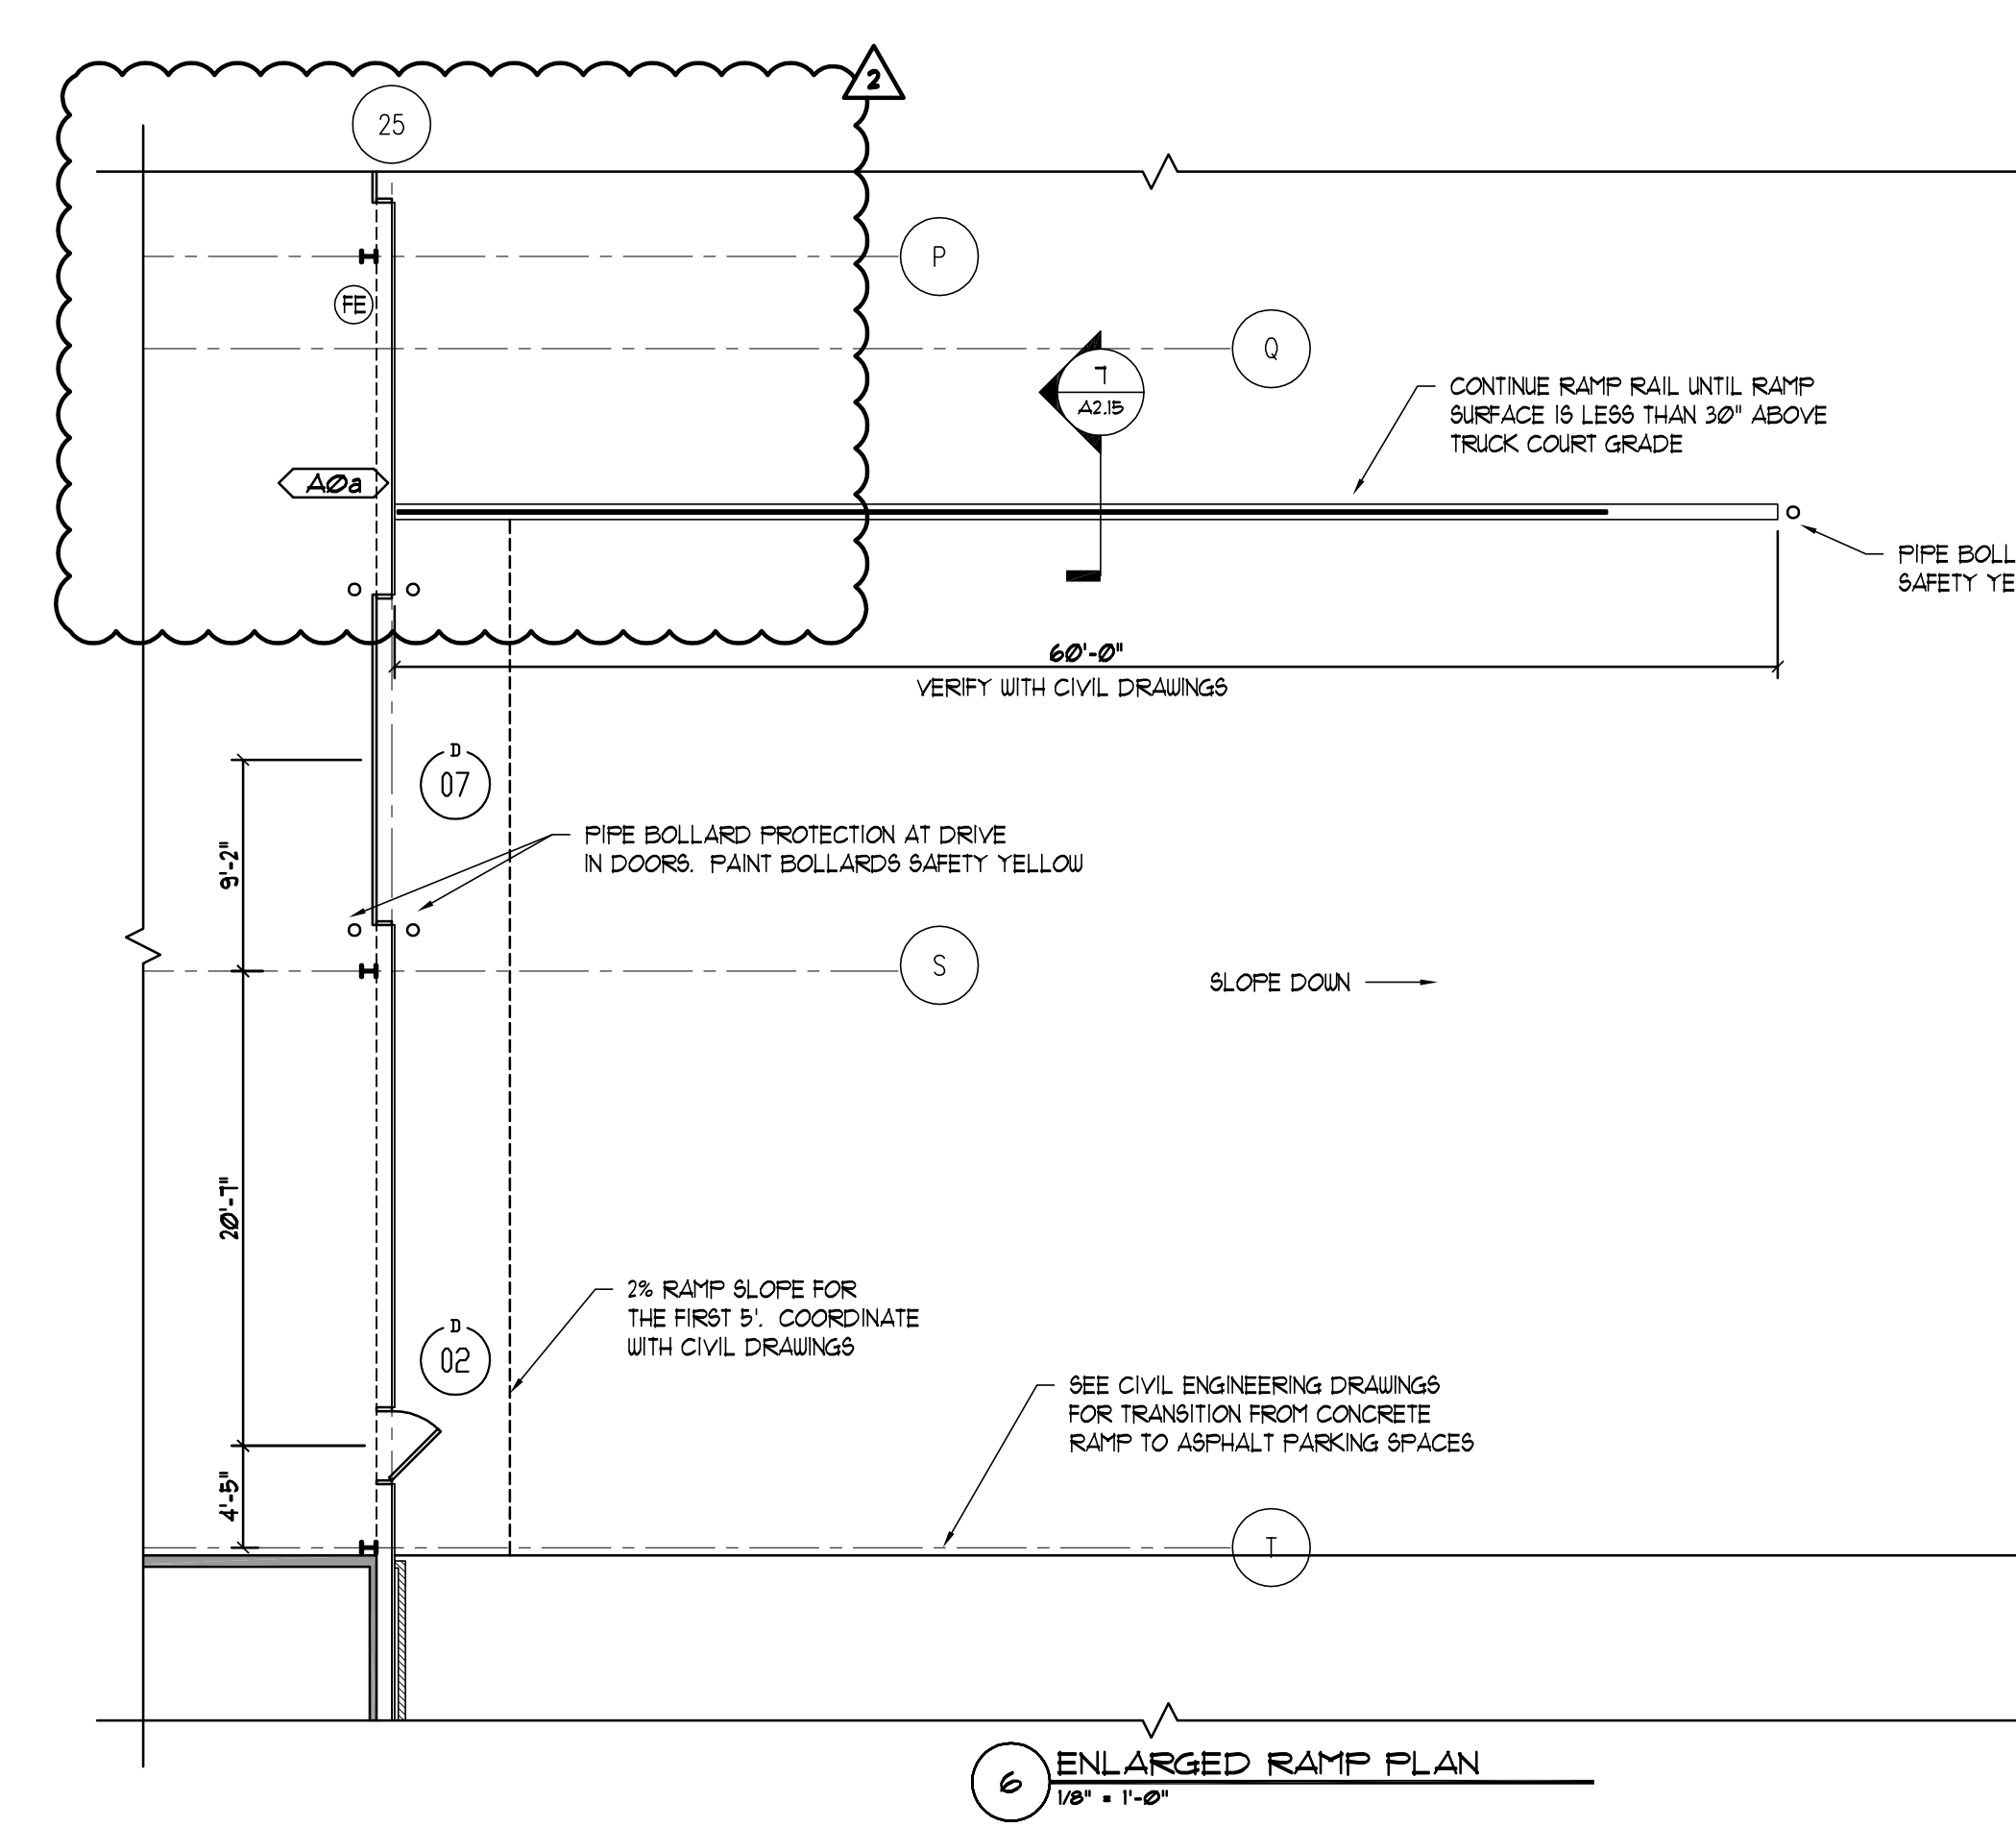 2
25
P
FE
Q
7
A2.15
CONTINUE RAMP RAIL UNTIL RAMP
SURFACE IS LESS THAN 30" ABOVE
TRUCK COURT GRADE
A0a
PIPE BOLL
SAFETY YE
60'-0"
VERIFY WITH CIVIL DRAWINGS
D
07
9'-2"
PIPE BOLLARD PROTECTION AT DRIVE
IN DOORS. PAINT BOLLARDS SAFETY YELLOW
S
SLOPE DOWN
20'-7"
2% RAMP SLOPE FOR
THE FIRST 5'. COORDINATE
WITH CIVIL DRAWINGS
D
02
SEE CIVIL ENGINEERING DRAWINGS
FOR TRANSITION FROM CONCRETE
RAMP TO ASPHALT PARKING SPACES
4'-5"
T
6
ENLARGED RAMP PLAN
1/8" = 1'-0"